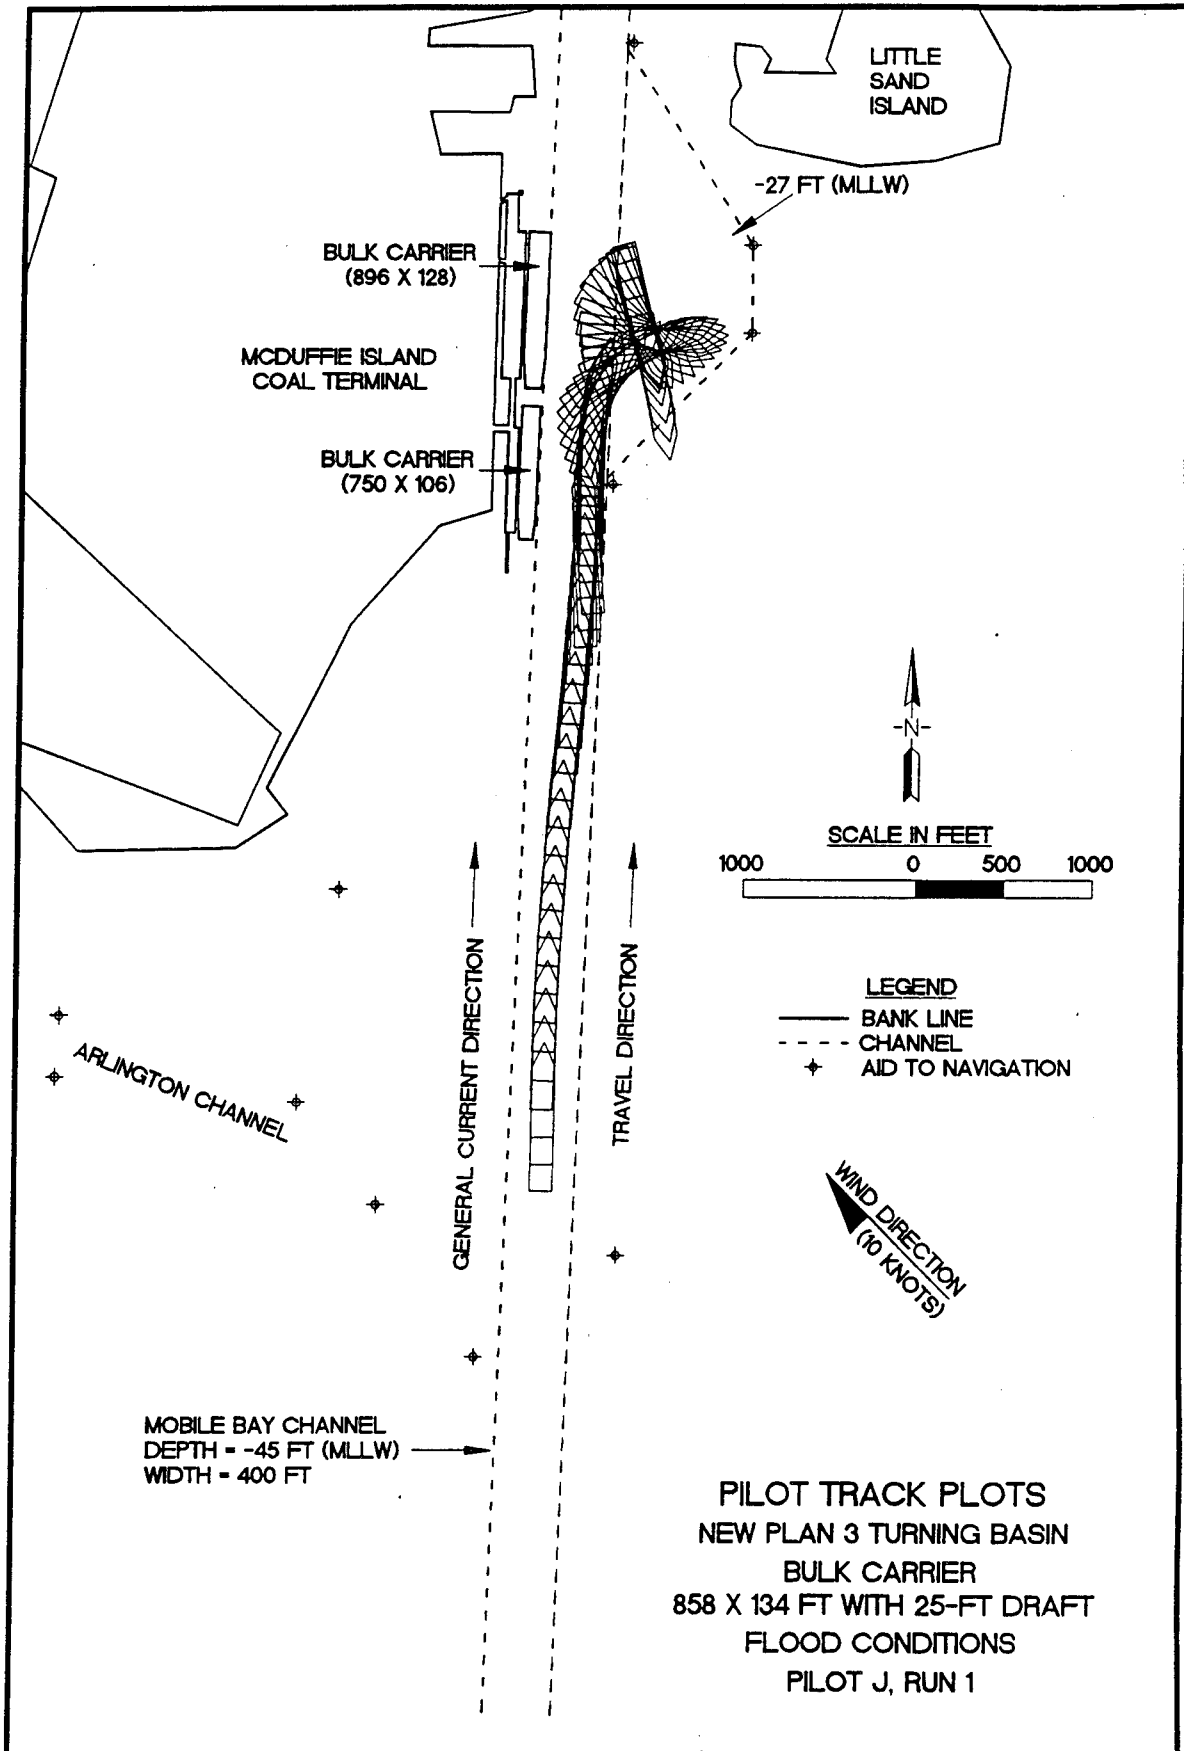 LITTLE
SAND
ISLAND
-27 FT (MLLW)
BULK CARRIER
(896 X 128)
MCDUFFIE ISLAND
COAL TERMINAL
BULK CARRIER
(750 X 106)
-N-
SCALE IN FEET
1000 0 500 1000
GENERAL CURRENT DIRECTION
TRAVEL DIRECTION
LEGEND
BANK LINE
CHANNEL
AID TO NAVIGATION
ARLINGTON CHANNEL
WIND DIRECTION
(10 KNOTS)
MOBILE BAY CHANNEL
DEPTH = -45 FT (MLLW)
WIDTH = 400 FT
PILOT TRACK PLOTS
NEW PLAN 3 TURNING BASIN
BULK CARRIER
858 X 134 FT WITH 25-FT DRAFT
FLOOD CONDITIONS
PILOT J, RUN 1